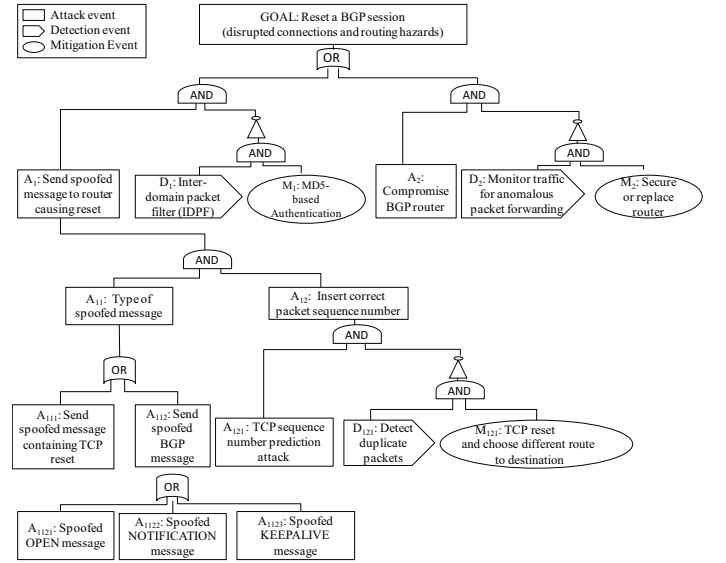 Attack event
Detection event
Mitigation Event
GOAL: Reset a BGP session
(disrupted connections and routing hazards)
OR
AND
AND
AND
AND
A1: Send spoofed
message to router
causing reset
D1: Inter-
domain packet
filter (IDPF)
M1: MD5-
based
Authentication
A2:
Compromise
BGP router
D2: Monitor traffic
for anomalous
packet forwarding
M2: Secure
or replace
router
AND
A11: Type of
spoofed message
A12: Insert correct
packet sequence number
AND
OR
AND
A111: Send
spoofed message
containing TCP
reset
A112: Send
spoofed
BGP
message
A121: TCP sequence
number prediction
attack
D121: Detect
duplicate
packets
M121: TCP reset
and choose different route
to destination
OR
A1121: Spoofed
OPEN message
A1122: Spoofed
NOTIFICATION
message
A1123: Spoofed
KEEPALIVE
message